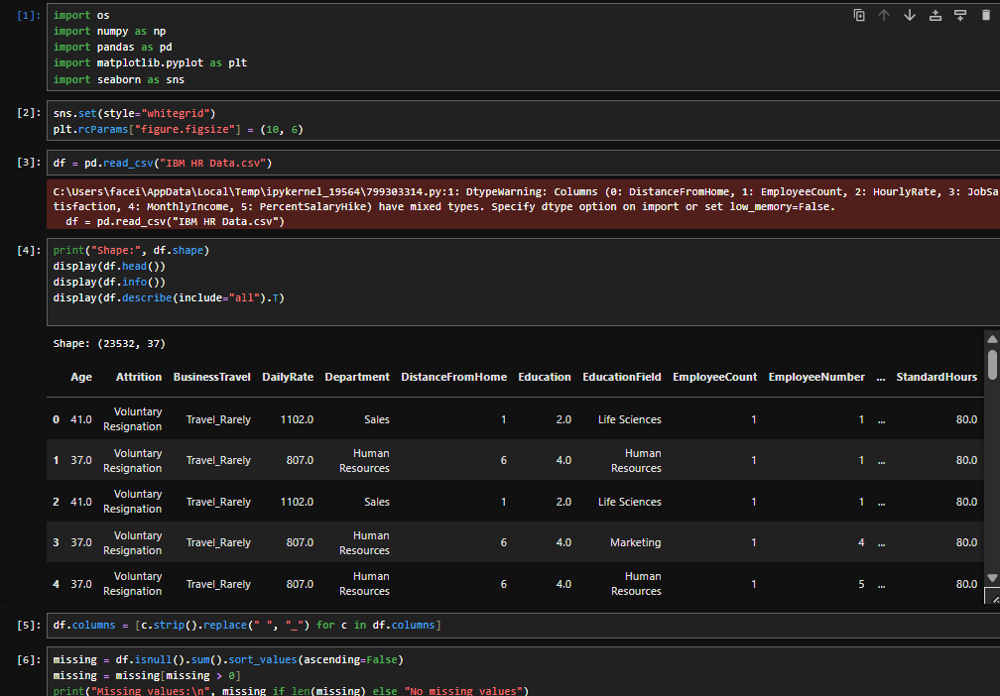 [1]: import os
import numpy as np
import pandas as pd
import matplotlib.pyplot as plt
import seaborn as sns
[2]: sns.set(style="whitegrid")
plt.rcParams["figure.figsize"] = (10, 6)
[3]: df = pd.read_csv("IBM HR Data.csv")
C:\Users\facei\AppData\Local\Temp\ipykernel_19564\799303314.py:1: DtypeWarning: Columns (0: DistanceFromHome, 1: EmployeeCount, 2: HourlyRate, 3: JobSa
tisfaction, 4: MonthlyIncome, 5: PercentSalaryHike) have mixed types. Specify dtype option on import or set low_memory=False.
df = pd.read_csv("IBM HR Data.csv")
[4]: print("Shape:", df.shape)
display(df.head())
display(df.info())
display(df.describe(include="all").T)
Shape: (23532, 37)
Age Attrition BusinessTravel DailyRate Department DistanceFromHome Education EducationField EmployeeCount EmployeeNumber ... StandardHours
0 41.0 Voluntary Resignation Travel_Rarely 1102.0 Sales 1 2.0 Life Sciences 1 1 ... 80.0
1 37.0 Voluntary Resignation Travel_Rarely 807.0 Human Resources 6 4.0 Human Resources 1 1 ... 80.0
2 41.0 Voluntary Resignation Travel_Rarely 1102.0 Sales 1 2.0 Life Sciences 1 1 ... 80.0
3 37.0 Voluntary Resignation Travel_Rarely 807.0 Human Resources 6 4.0 Marketing 1 4 ... 80.0
4 37.0 Voluntary Resignation Travel_Rarely 807.0 Human Resources 6 4.0 Human Resources 1 5 ... 80.0
[5]: df.columns = [c.strip().replace(" ", "_") for c in df.columns]
[6]: missing = df.isnull().sum().sort_values(ascending=False)
missing = missing[missing > 0]
print("Missing values:\n", missing if len(missing) else "No missing values")